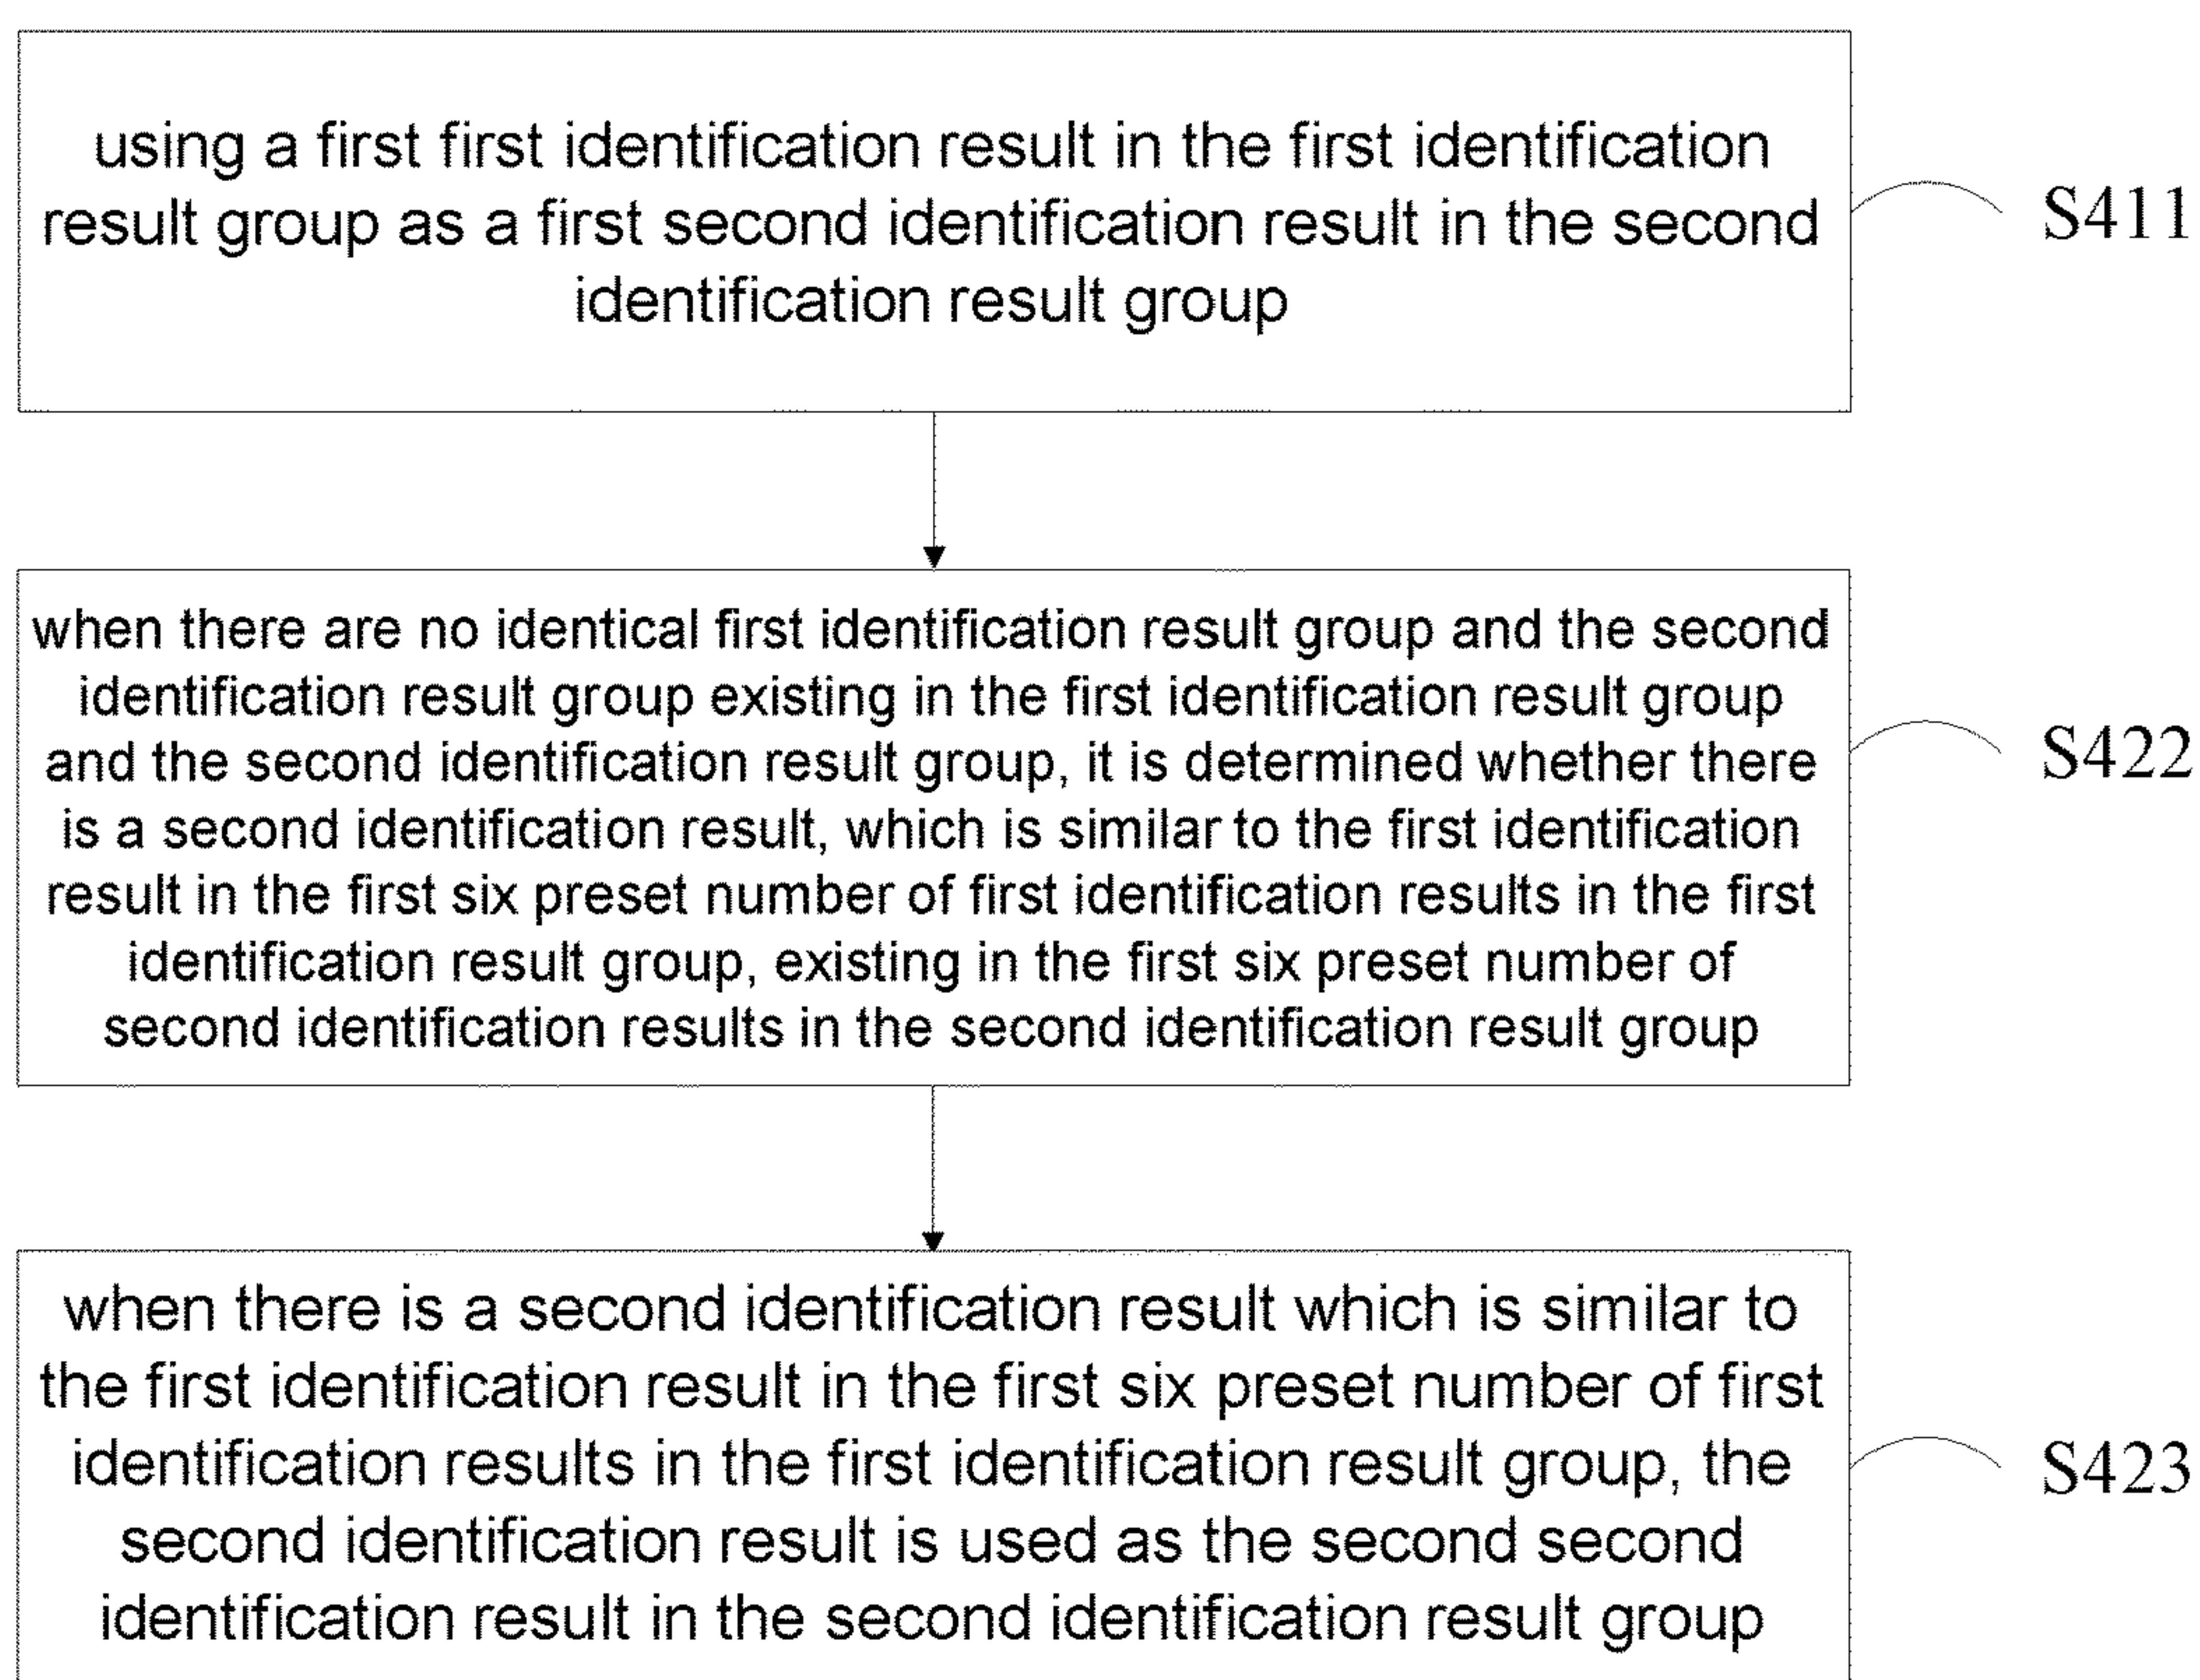 using a first first identification result in the first identification
result group as a first second identification result in the second
identification result group
S411
when there are no identical first identification result group and the second
identification result group existing in the first identification result group
and the second identification result group, it is determined whether there
is a second identification result, which is similar to the first identification
result in the first six preset number of first identification results in the first
identification result group, existing in the first six preset number of
second identification results in the second identification result group
S422
when there is a second identification result which is similar to
the first identification result in the first six preset number of first
identification results in the first identification result group, the
second identification result is used as the second second
identification result in the second identification result group
S423